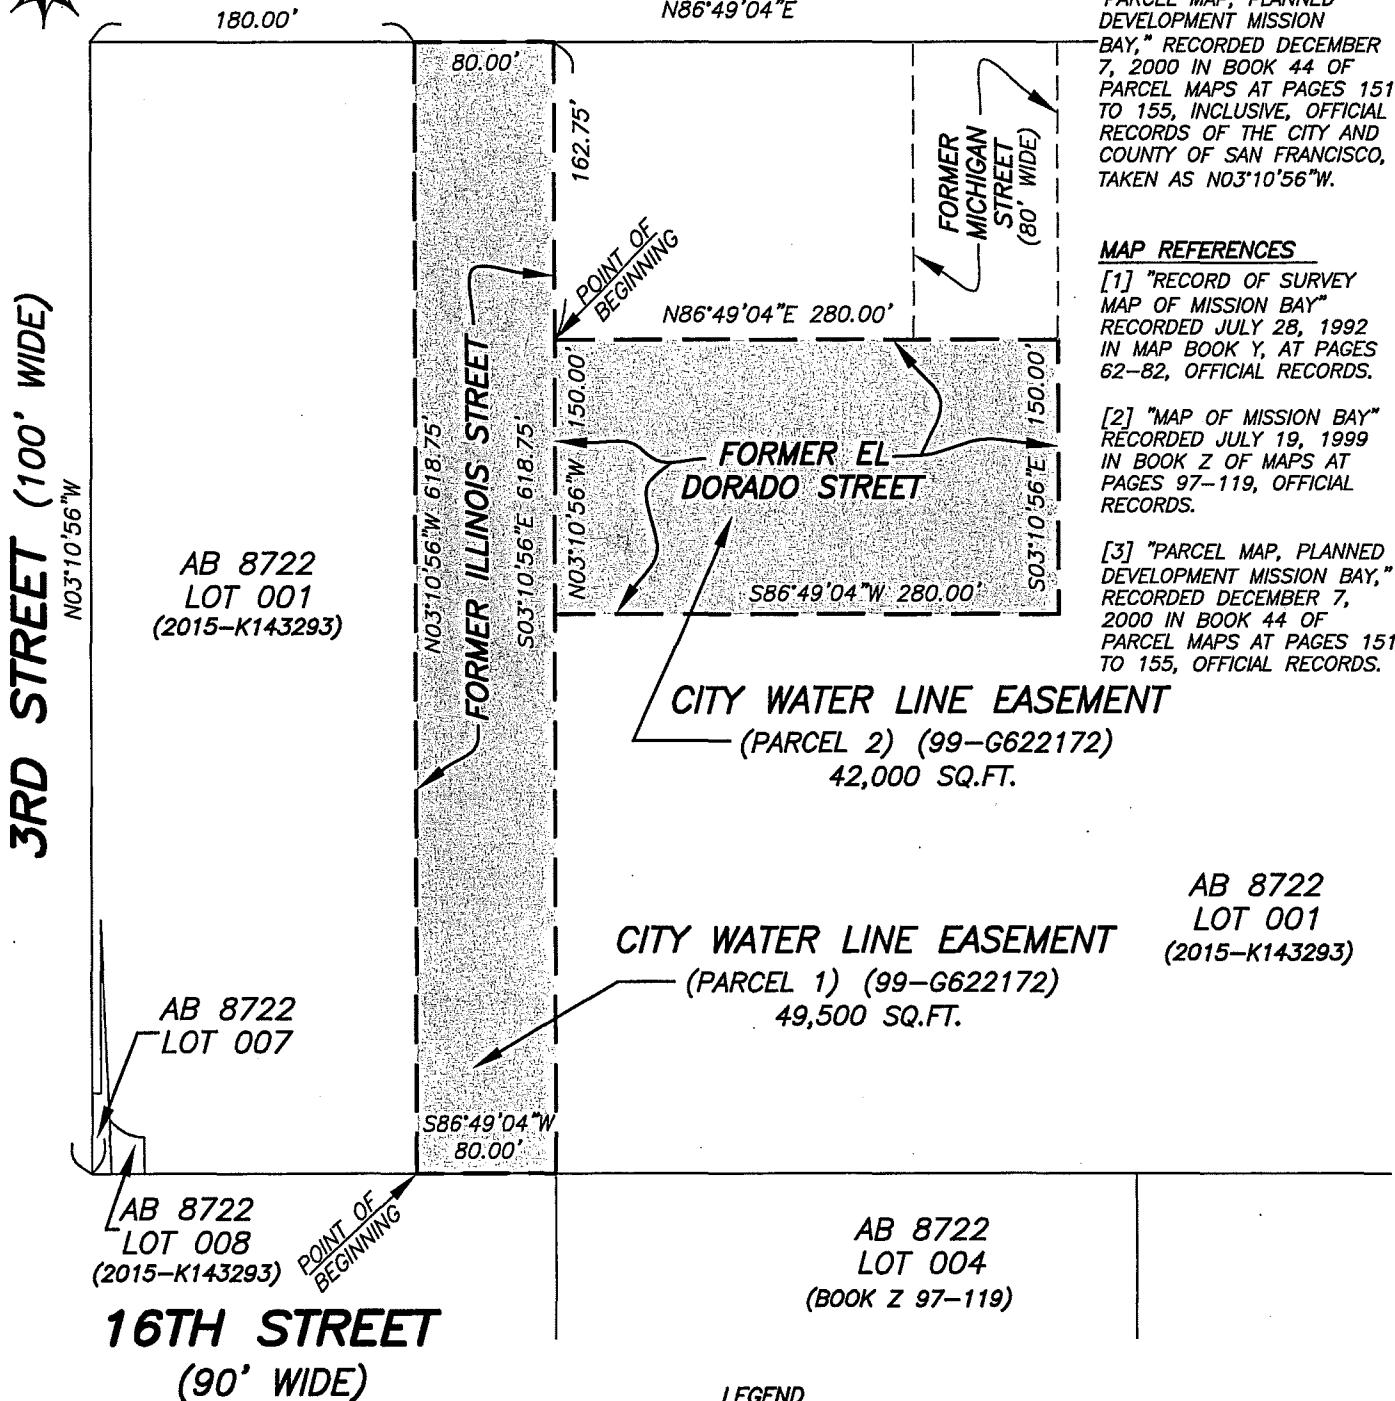 180.00'
N86°49'04"E
"PARCEL MAP, PLANNED
DEVELOPMENT MISSION
BAY," RECORDED DECEMBER
7, 2000 IN BOOK 44 OF
PARCEL MAPS AT PAGES 151
TO 155, INCLUSIVE, OFFICIAL
RECORDS OF THE CITY AND
COUNTY OF SAN FRANCISCO,
TAKEN AS N03°10'56"W.
80.00'
162.75'
FORMER
MICHIGAN
STREET
(80' WIDE)
POINT OF
BEGINNING
MAP REFERENCES
[1] "RECORD OF SURVEY
MAP OF MISSION BAY"
RECORDED JULY 28, 1992
IN MAP BOOK Y, AT PAGES
62-82, OFFICIAL RECORDS.
[2] "MAP OF MISSION BAY"
RECORDED JULY 19, 1999
IN BOOK Z OF MAPS AT
PAGES 97-119, OFFICIAL
RECORDS.
[3] "PARCEL MAP, PLANNED
DEVELOPMENT MISSION BAY,"
RECORDED DECEMBER 7,
2000 IN BOOK 44 OF
PARCEL MAPS AT PAGES 151
TO 155, OFFICIAL RECORDS.
N86°49'04"E 280.00'
3RD STREET (100' WIDE)
N03°10'56"W
AB 8722
LOT 001
(2015-K143293)
N03°10'56"W 618.75'
FORMER ILLINOIS STREET
S03°10'56"E 618.75'
N03°10'56"W 150.00'
FORMER EL
DORADO STREET
S03°10'56"E 150.00'
S86°49'04"W 280.00'
CITY WATER LINE EASEMENT
(PARCEL 2) (99-G622172)
42,000 SQ.FT.
AB 8722
LOT 001
(2015-K143293)
CITY WATER LINE EASEMENT
(PARCEL 1) (99-G622172)
49,500 SQ.FT.
AB 8722
LOT 007
S86°49'04"W
80.00'
AB 8722
LOT 008
(2015-K143293)
POINT OF
BEGINNING
AB 8722
LOT 004
(BOOK Z 97-119)
16TH STREET
(90' WIDE)
LEGEND